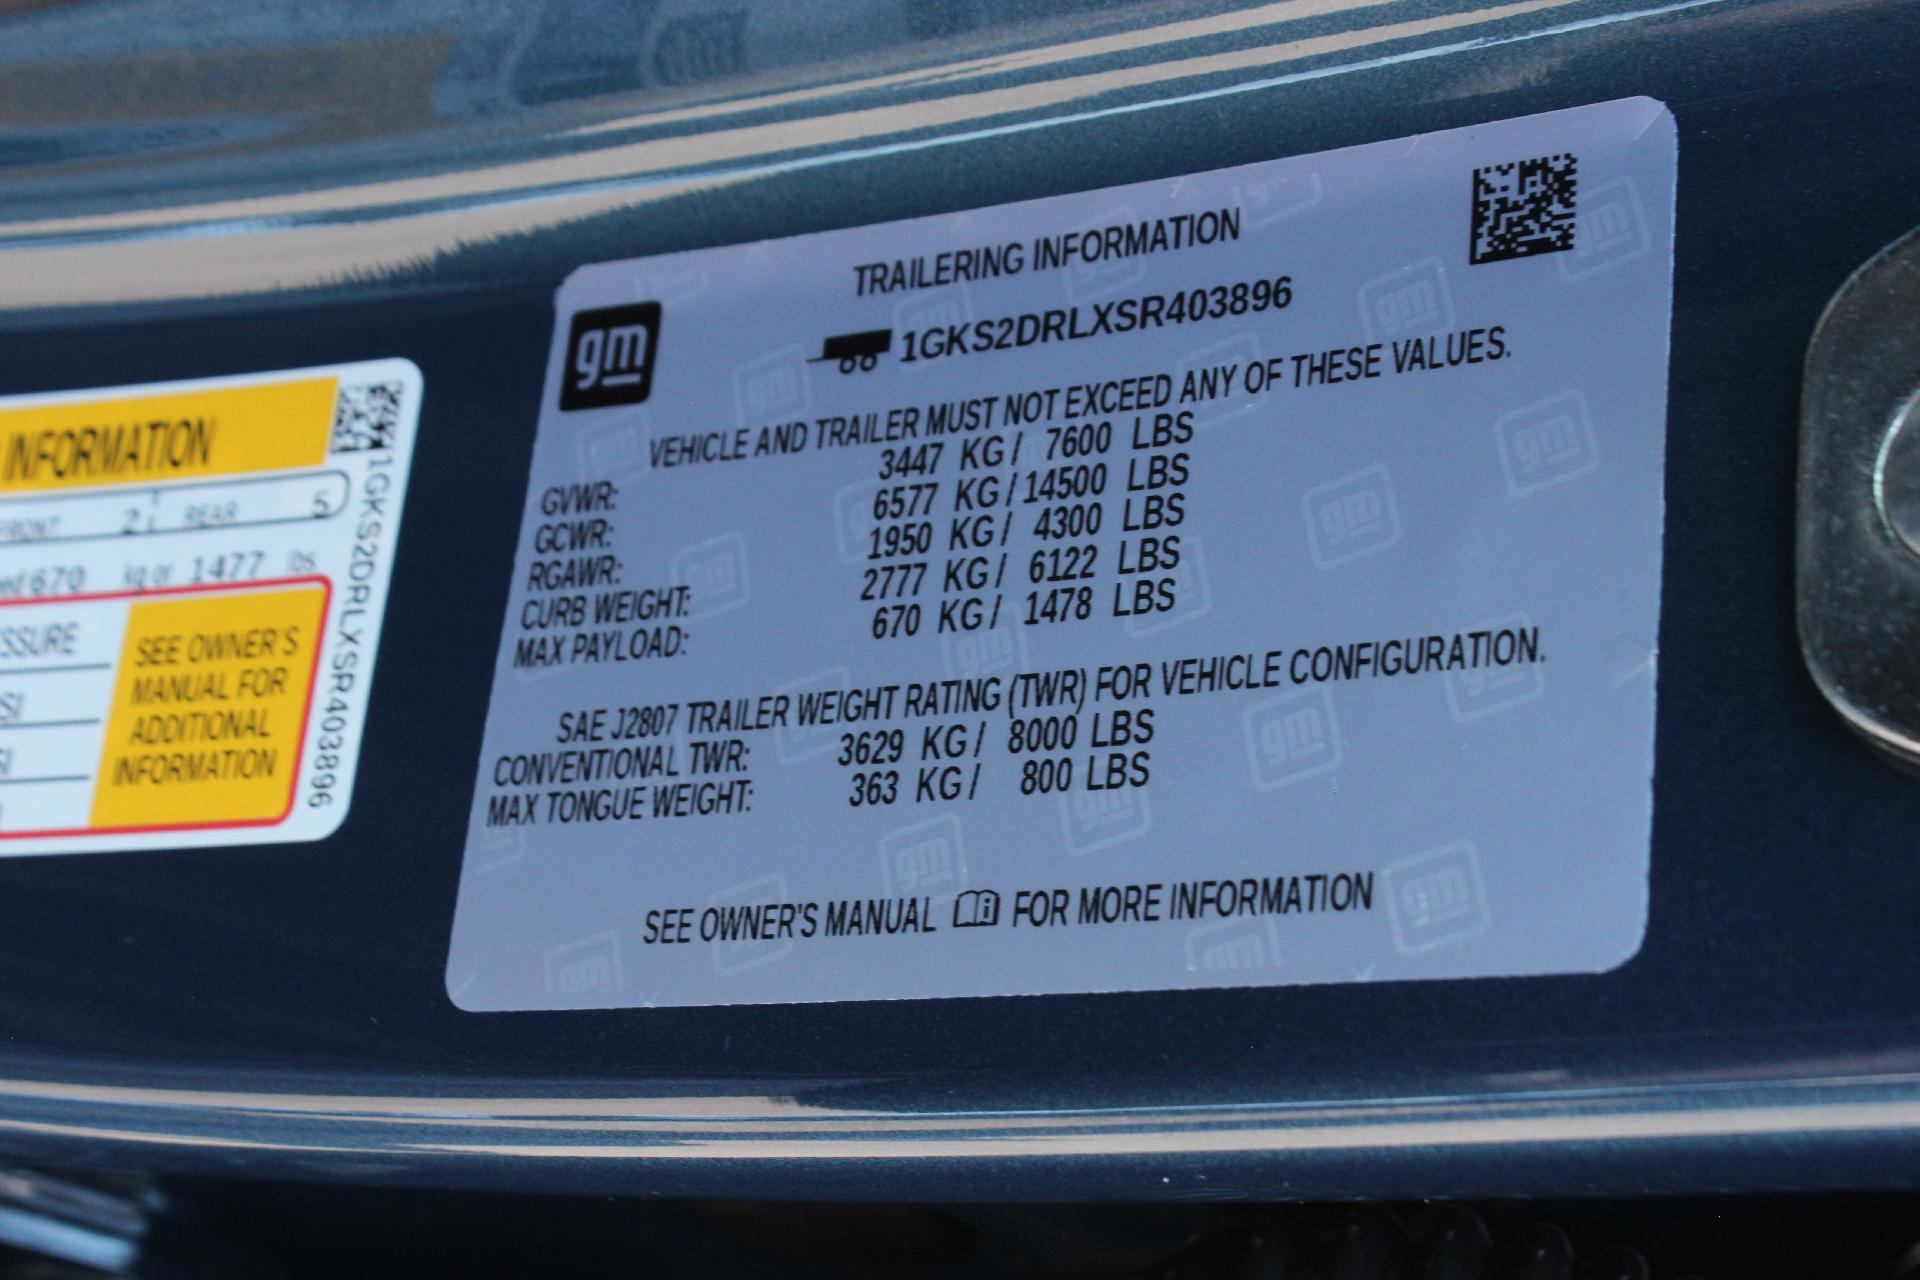 INFORMATION
FRONT 2 REAR 5
670 kg or 1477 lbs
SEE OWNER'S
MANUAL FOR
ADDITIONAL
INFORMATION
1GKS2DRLXSR403896
gm
TRAILERING INFORMATION
1GKS2DRLXSR403896
VEHICLE AND TRAILER MUST NOT EXCEED ANY OF THESE VALUES.
GVWR: 3447 KG / 7600 LBS
GCWR: 6577 KG / 14500 LBS
RGAWR: 1950 KG / 4300 LBS
CURB WEIGHT: 2777 KG / 6122 LBS
MAX PAYLOAD: 670 KG / 1478 LBS
SAE J2807 TRAILER WEIGHT RATING (TWR) FOR VEHICLE CONFIGURATION.
CONVENTIONAL TWR: 3629 KG / 8000 LBS
MAX TONGUE WEIGHT: 363 KG / 800 LBS
SEE OWNER'S MANUAL FOR MORE INFORMATION